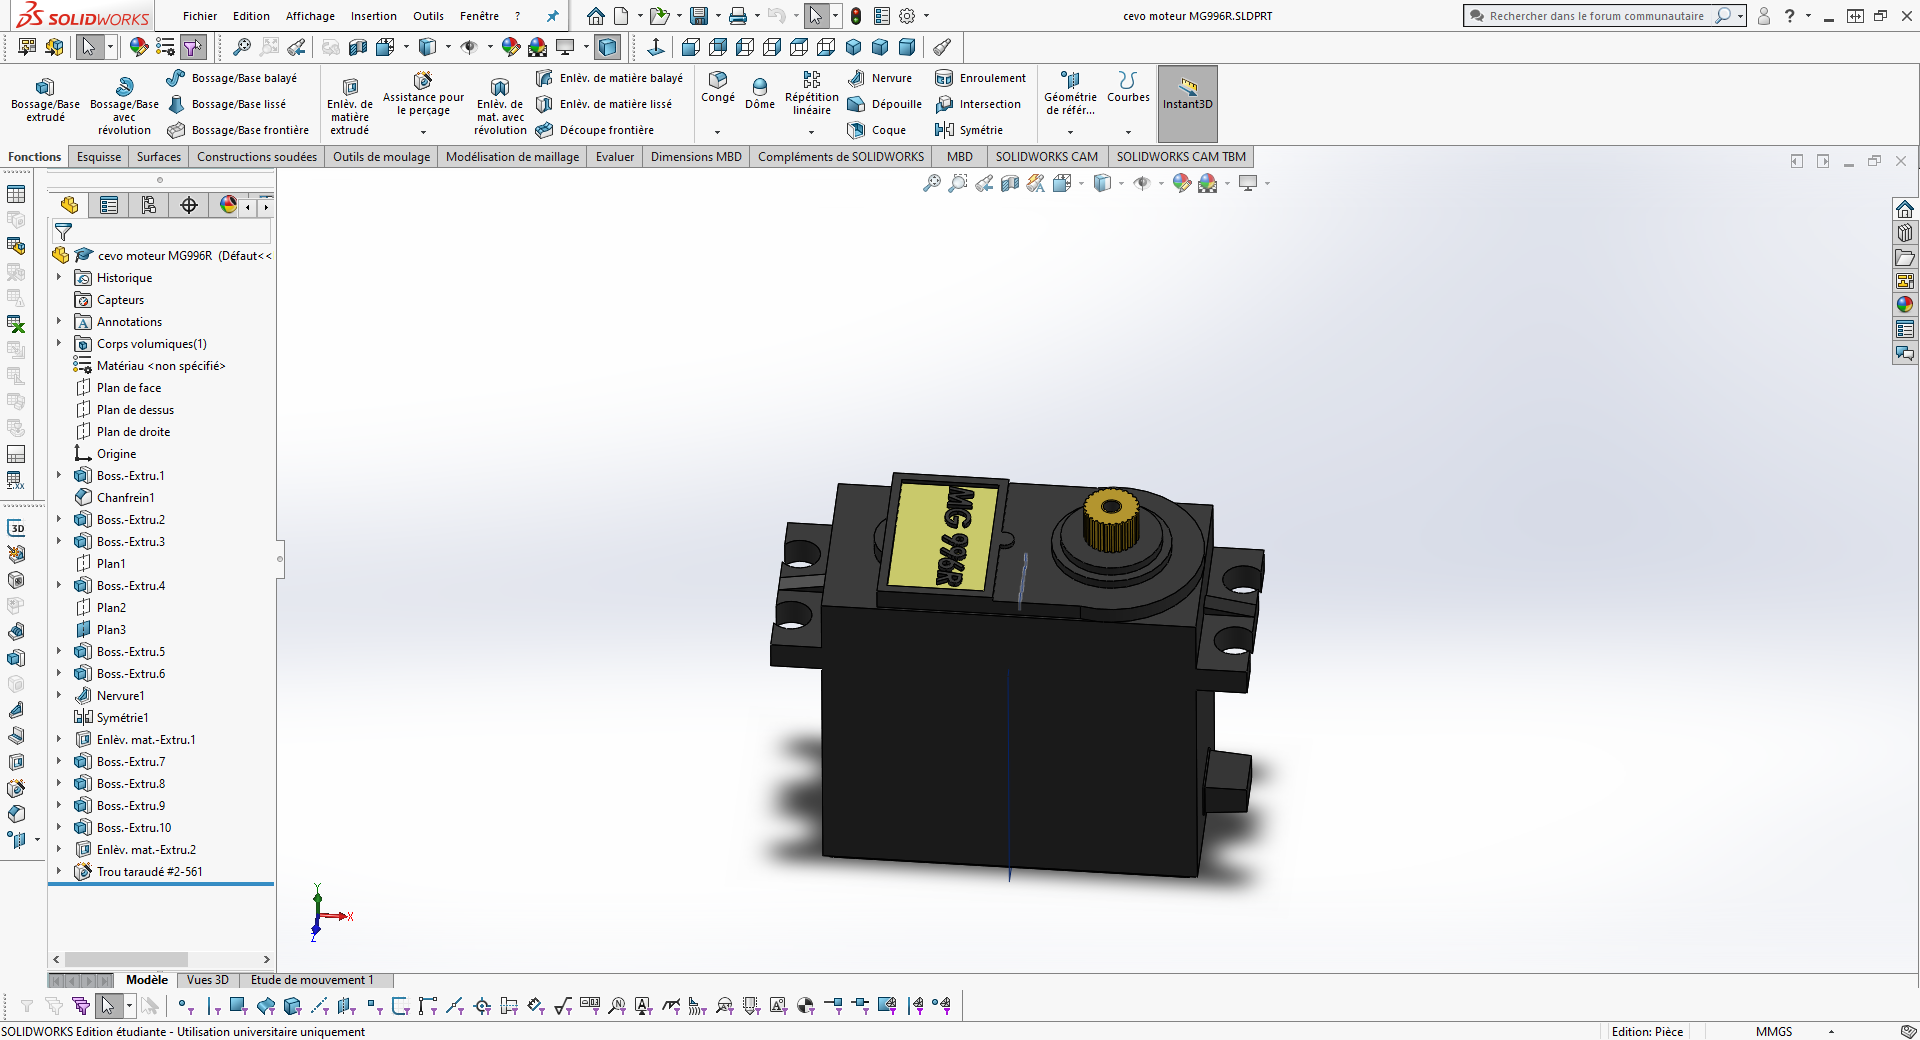 SOLIDWORKS
Fichier Edition Affichage Insertion Outils Fenêtre ?
cevo moteur MG996R.SLDPRT
Rechercher dans le forum communautaire
?
Bossage/Base extrudé
Bossage/Base avec révolution
Bossage/Base balayé
Bossage/Base lissé
Bossage/Base frontière
Enlèv. de matière extrudé
Assistance pour le perçage
Enlèv. de mat. avec révolution
Enlèv. de matière balayé
Enlèv. de matière lissé
Découpe frontière
Congé
Dôme
Répétition linéaire
Nervure
Dépouille
Coque
Enroulement
Intersection
Symétrie
Géométrie de référ...
Courbes
Instant3D
Fonctions Esquisse Surfaces Constructions soudées Outils de moulage Modélisation de maillage Evaluer Dimensions MBD Compléments de SOLIDWORKS MBD SOLIDWORKS CAM SOLIDWORKS CAM TBM
cevo moteur MG996R (Défaut<<
Historique
Capteurs
Annotations
Corps volumiques(1)
Matériau <non spécifié>
Plan de face
Plan de dessus
Plan de droite
Origine
Boss.-Extru.1
Chanfrein1
Boss.-Extru.2
Boss.-Extru.3
Plan1
Boss.-Extru.4
Plan2
Plan3
Boss.-Extru.5
Boss.-Extru.6
Nervure1
Symétrie1
Enlèv. mat.-Extru.1
Boss.-Extru.7
Boss.-Extru.8
Boss.-Extru.9
Boss.-Extru.10
Enlèv. mat.-Extru.2
Trou taraudé #2-561
MG 996R
Y
X
Z
Modèle Vues 3D Etude de mouvement 1
SOLIDWORKS Edition étudiante - Utilisation universitaire uniquement
Edition: Pièce
MMGS